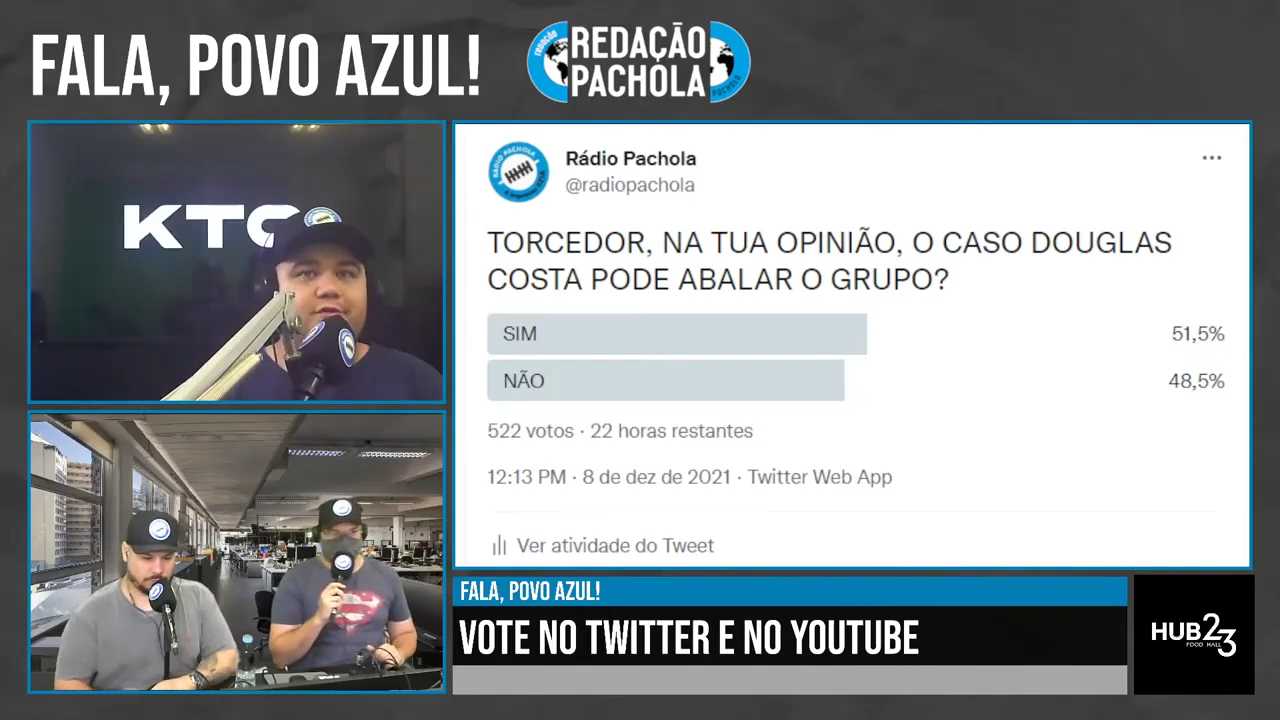 FALA, POVO AZUL!
REDAÇÃO
PACHOLA
KTO
Rádio Pachola
@radiopachola
TORCEDOR, NA TUA OPINIÃO, O CASO DOUGLAS
COSTA PODE ABALAR O GRUPO?
SIM 51,5%
NÃO 48,5%
522 votos · 22 horas restantes
12:13 PM · 8 de dez de 2021 · Twitter Web App
Ver atividade do Tweet
FALA, POVO AZUL!
VOTE NO TWITTER E NO YOUTUBE
HUB23
FOOD HALL